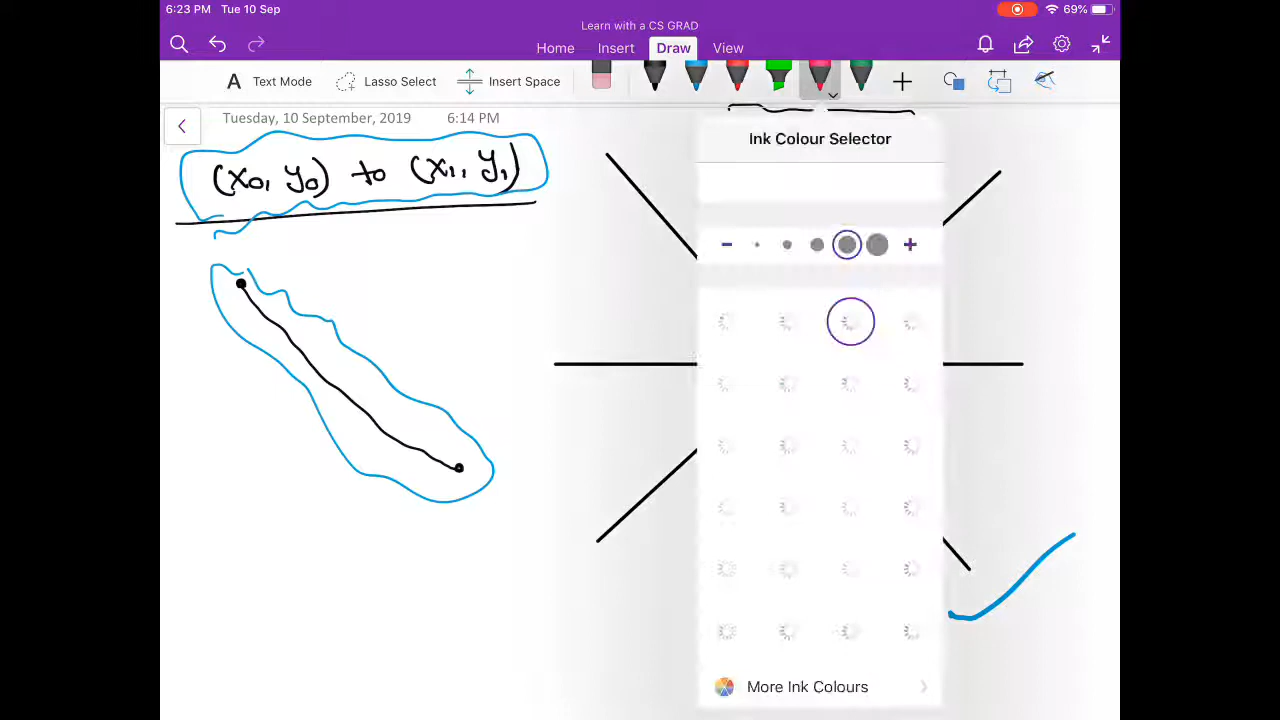 6:23 PM Tue 10 Sep 69%
Learn with a CS GRAD
Home Insert Draw View
A Text Mode Lasso Select Insert Space
Tuesday, 10 September, 2019 6:14 PM
Ink Colour Selector
(x0, y0) to (x1, y1)
More Ink Colours